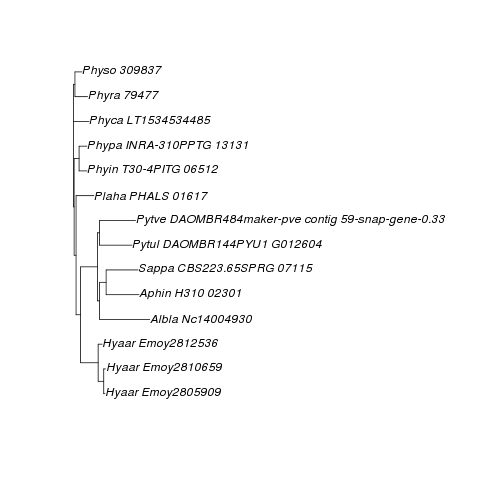 Physo 309837
Phyra 79477
Phyca LT1534534485
Phypa INRA-310PPTG 13131
Phyin T30-4PITG 06512
Plaha PHALS 01617
Pytve DAOMBR484maker-pve contig 59-snap-gene-0.33
Pytul DAOMBR144PYU1 G012604
Sappa CBS223.65SPRG 07115
Aphin H310 02301
Albla Nc14004930
Hyaar Emoy2812536
Hyaar Emoy2810659
Hyaar Emoy2805909